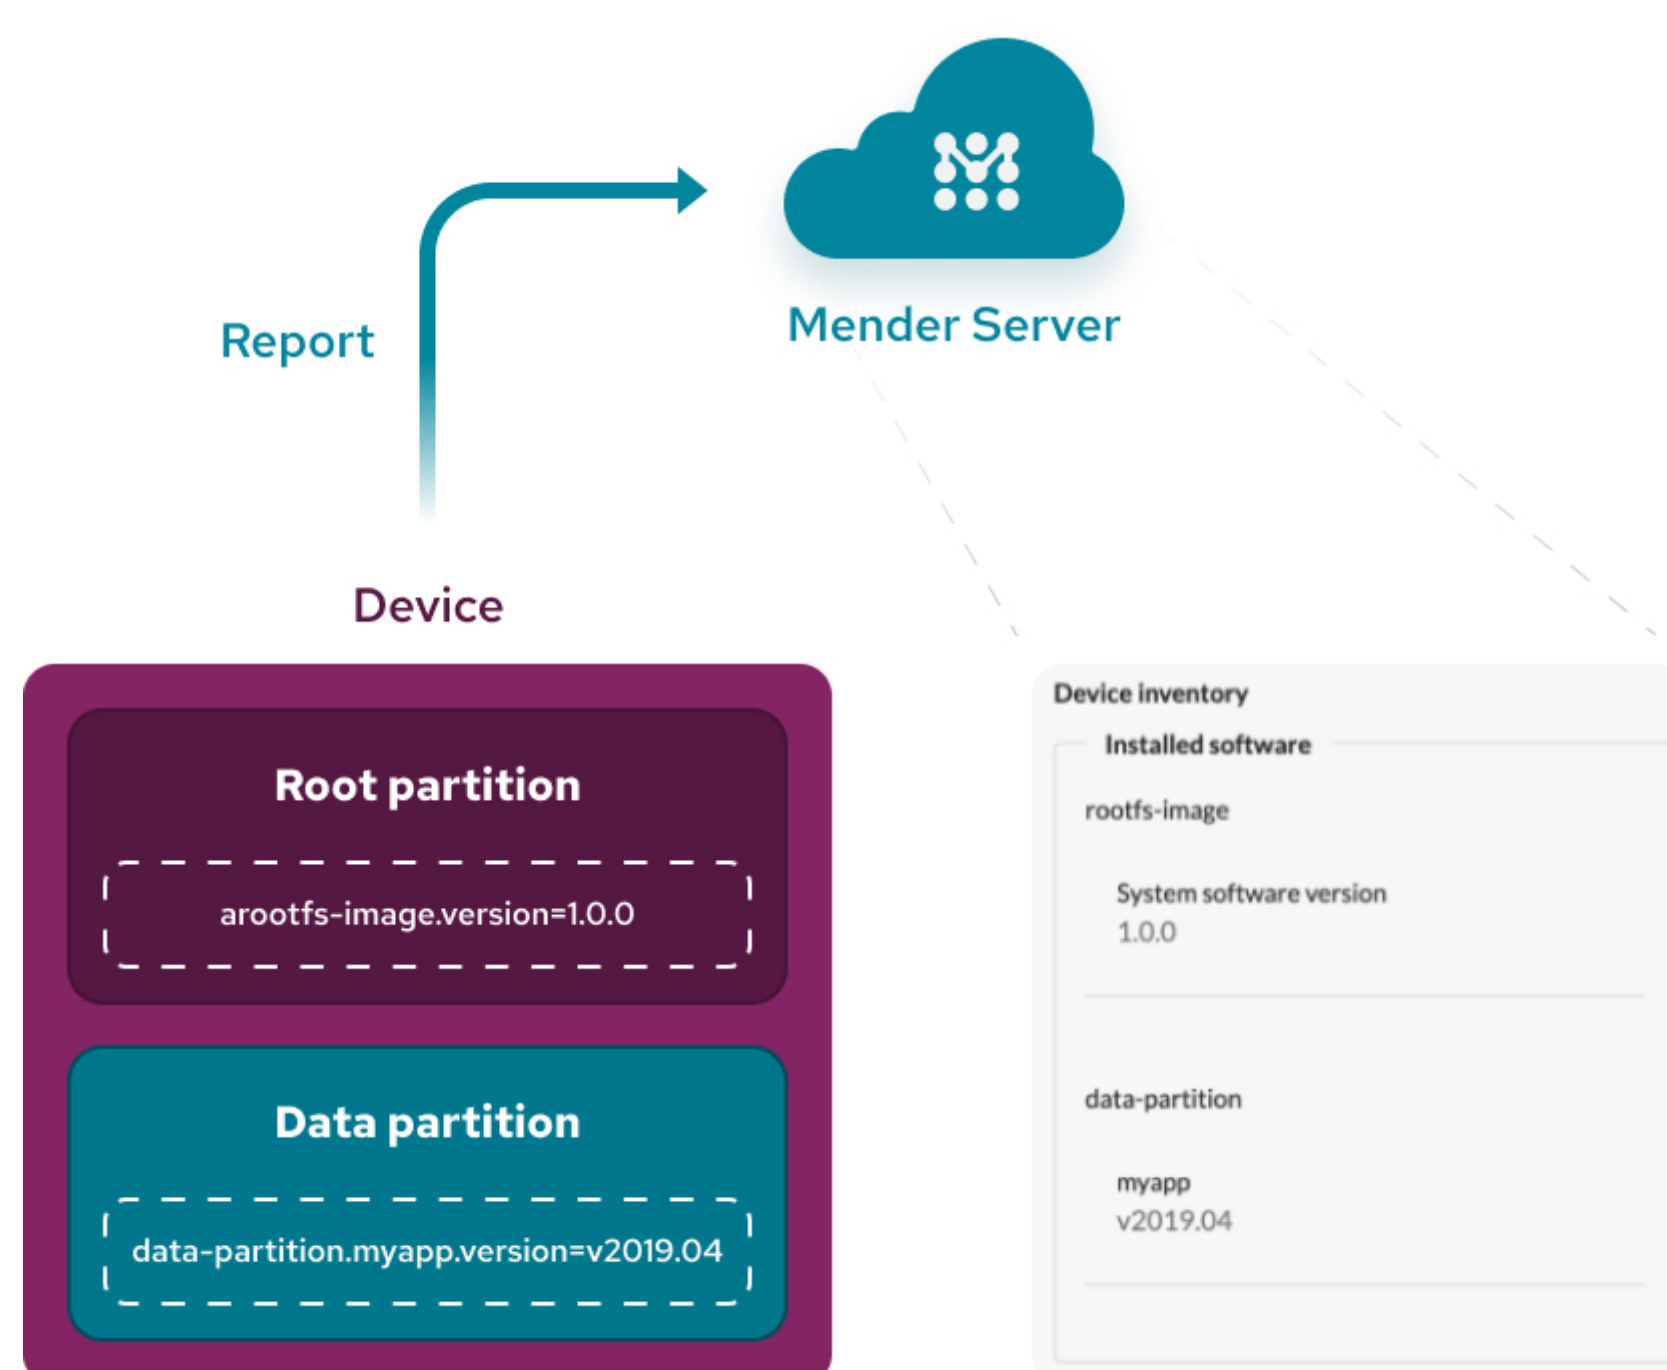 Report
Mender Server
Device
Root partition
arootfs-image.version=1.0.0
Data partition
data-partition.myapp.version=v2019.04
Device inventory
Installed software
rootfs-image
System software version
1.0.0
data-partition
myapp
v2019.04